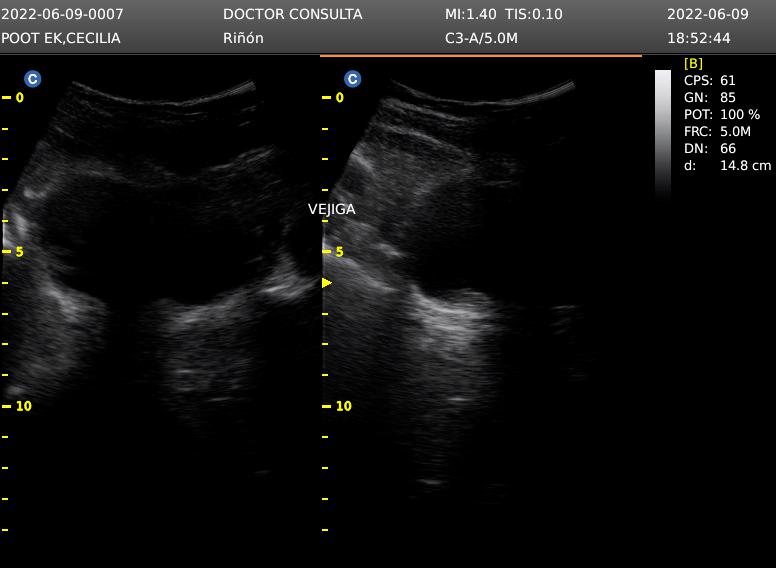 2022-06-09-0007 DOCTOR CONSULTA MI:1.40 TIS:0.10 2022-06-09
POOT EK,CECILIA Riñón C3-A/5.0M 18:52:44
[B]
C C
0 0
CPS: 61
GN: 85
POT: 100 %
FRC: 5.0M
DN: 66
d: 14.8 cm
VEJIGA
5 5
10 10